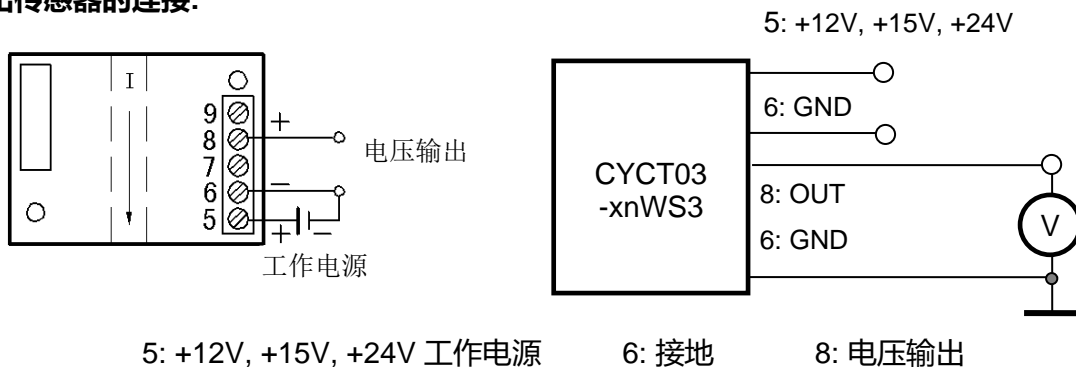 出传感器的连接:
5: +12V, +15V, +24V
I
9
8
7
6
5
+
−
+
−
电压输出
工作电源
6: GND
CYCT03
-xnWS3
8: OUT
6: GND
V
5: +12V, +15V, +24V 工作电源
6: 接地
8: 电压输出